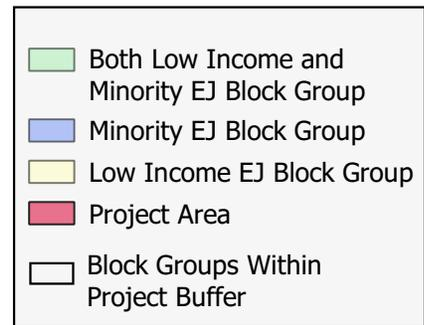 Both Low Income and
Minority EJ Block Group
Minority EJ Block Group
Low Income EJ Block Group
Project Area
Block Groups Within
Project Buffer